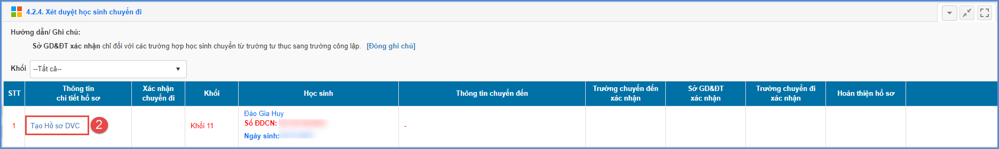 4.2.4. Xét duyệt học sinh chuyển đi
Hướng dẫn/ Ghi chú:
Sở GD&ĐT xác nhận chỉ đối với các trường hợp học sinh chuyển từ trường tư thục sang trường công lập. [Đóng ghi chú]
Khối --Tất cả--
STT
Thông tin
chi tiết hồ sơ
Xác nhận
chuyển đi
Khối
Học sinh
Thông tin chuyển đến
Trường chuyển đến
xác nhận
Sở GD&ĐT
xác nhận
Trường chuyển đi
xác nhận
Hoàn thiện hồ sơ
1
Tạo Hồ sơ DVC
2
Khối 11
Đào Gia Huy
Số ĐDCN:
Ngày sinh:
-